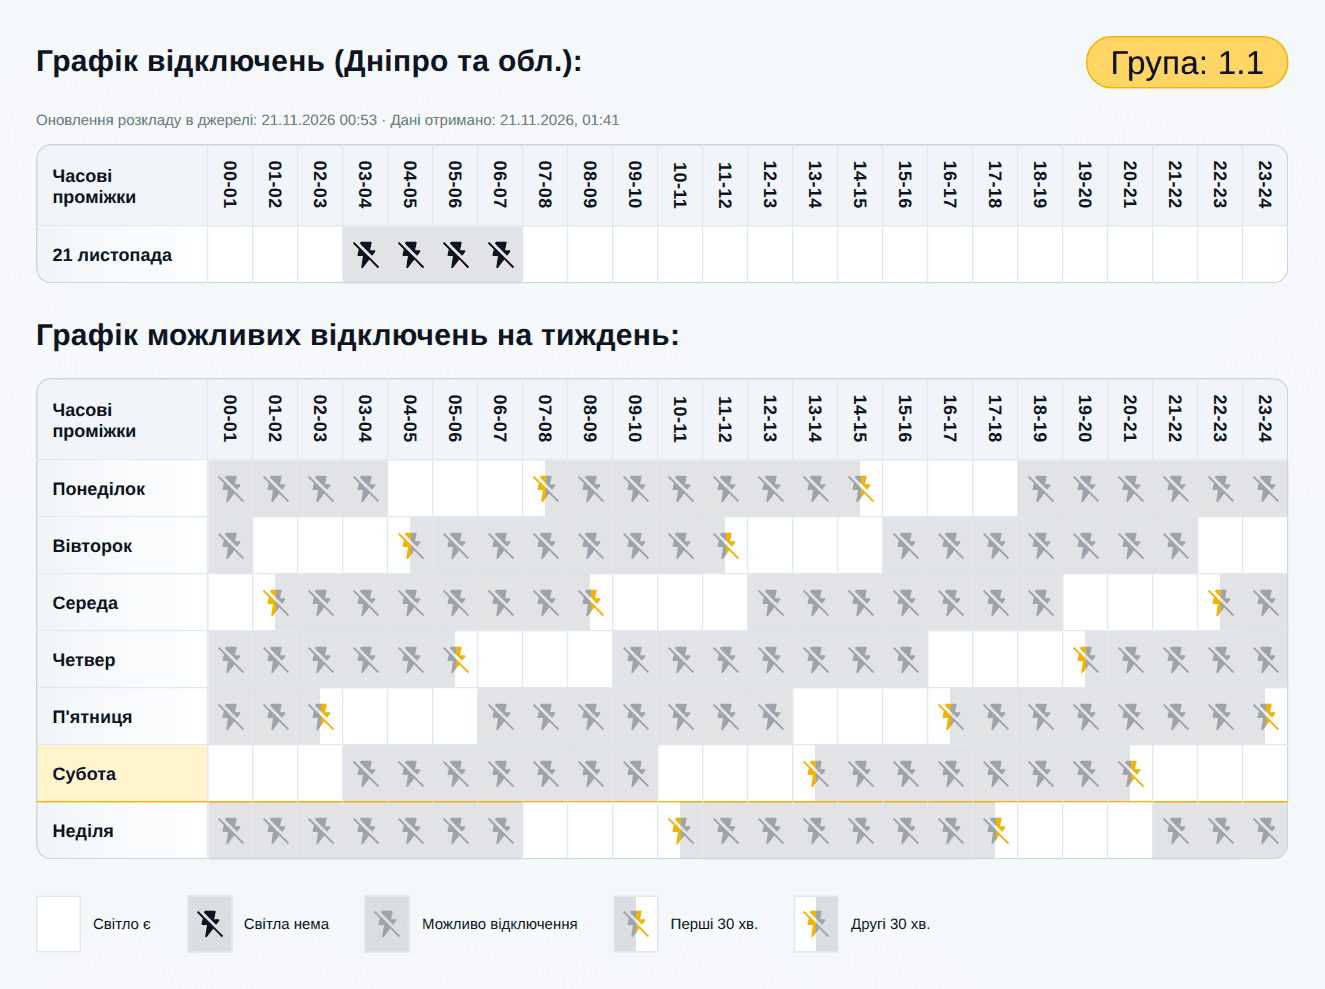 Графік відключень (Дніпро та обл.):
Група: 1.1
Оновлення розкладу в джерелі: 21.11.2026 00:53 · Дані отримано: 21.11.2026, 01:41
Часові проміжки 00-01 01-02 02-03 03-04 04-05 05-06 06-07 07-08 08-09 09-10 10-11 11-12 12-13 13-14 14-15 15-16 16-17 17-18 18-19 19-20 20-21 21-22 22-23 23-24
21 листопада
Графік можливих відключень на тиждень:
Часові проміжки 00-01 01-02 02-03 03-04 04-05 05-06 06-07 07-08 08-09 09-10 10-11 11-12 12-13 13-14 14-15 15-16 16-17 17-18 18-19 19-20 20-21 21-22 22-23 23-24
Понеділок
Вівторок
Середа
Четвер
П'ятниця
Субота
Неділя
Світло є Світла нема Можливо відключення Перші 30 хв. Другі 30 хв.